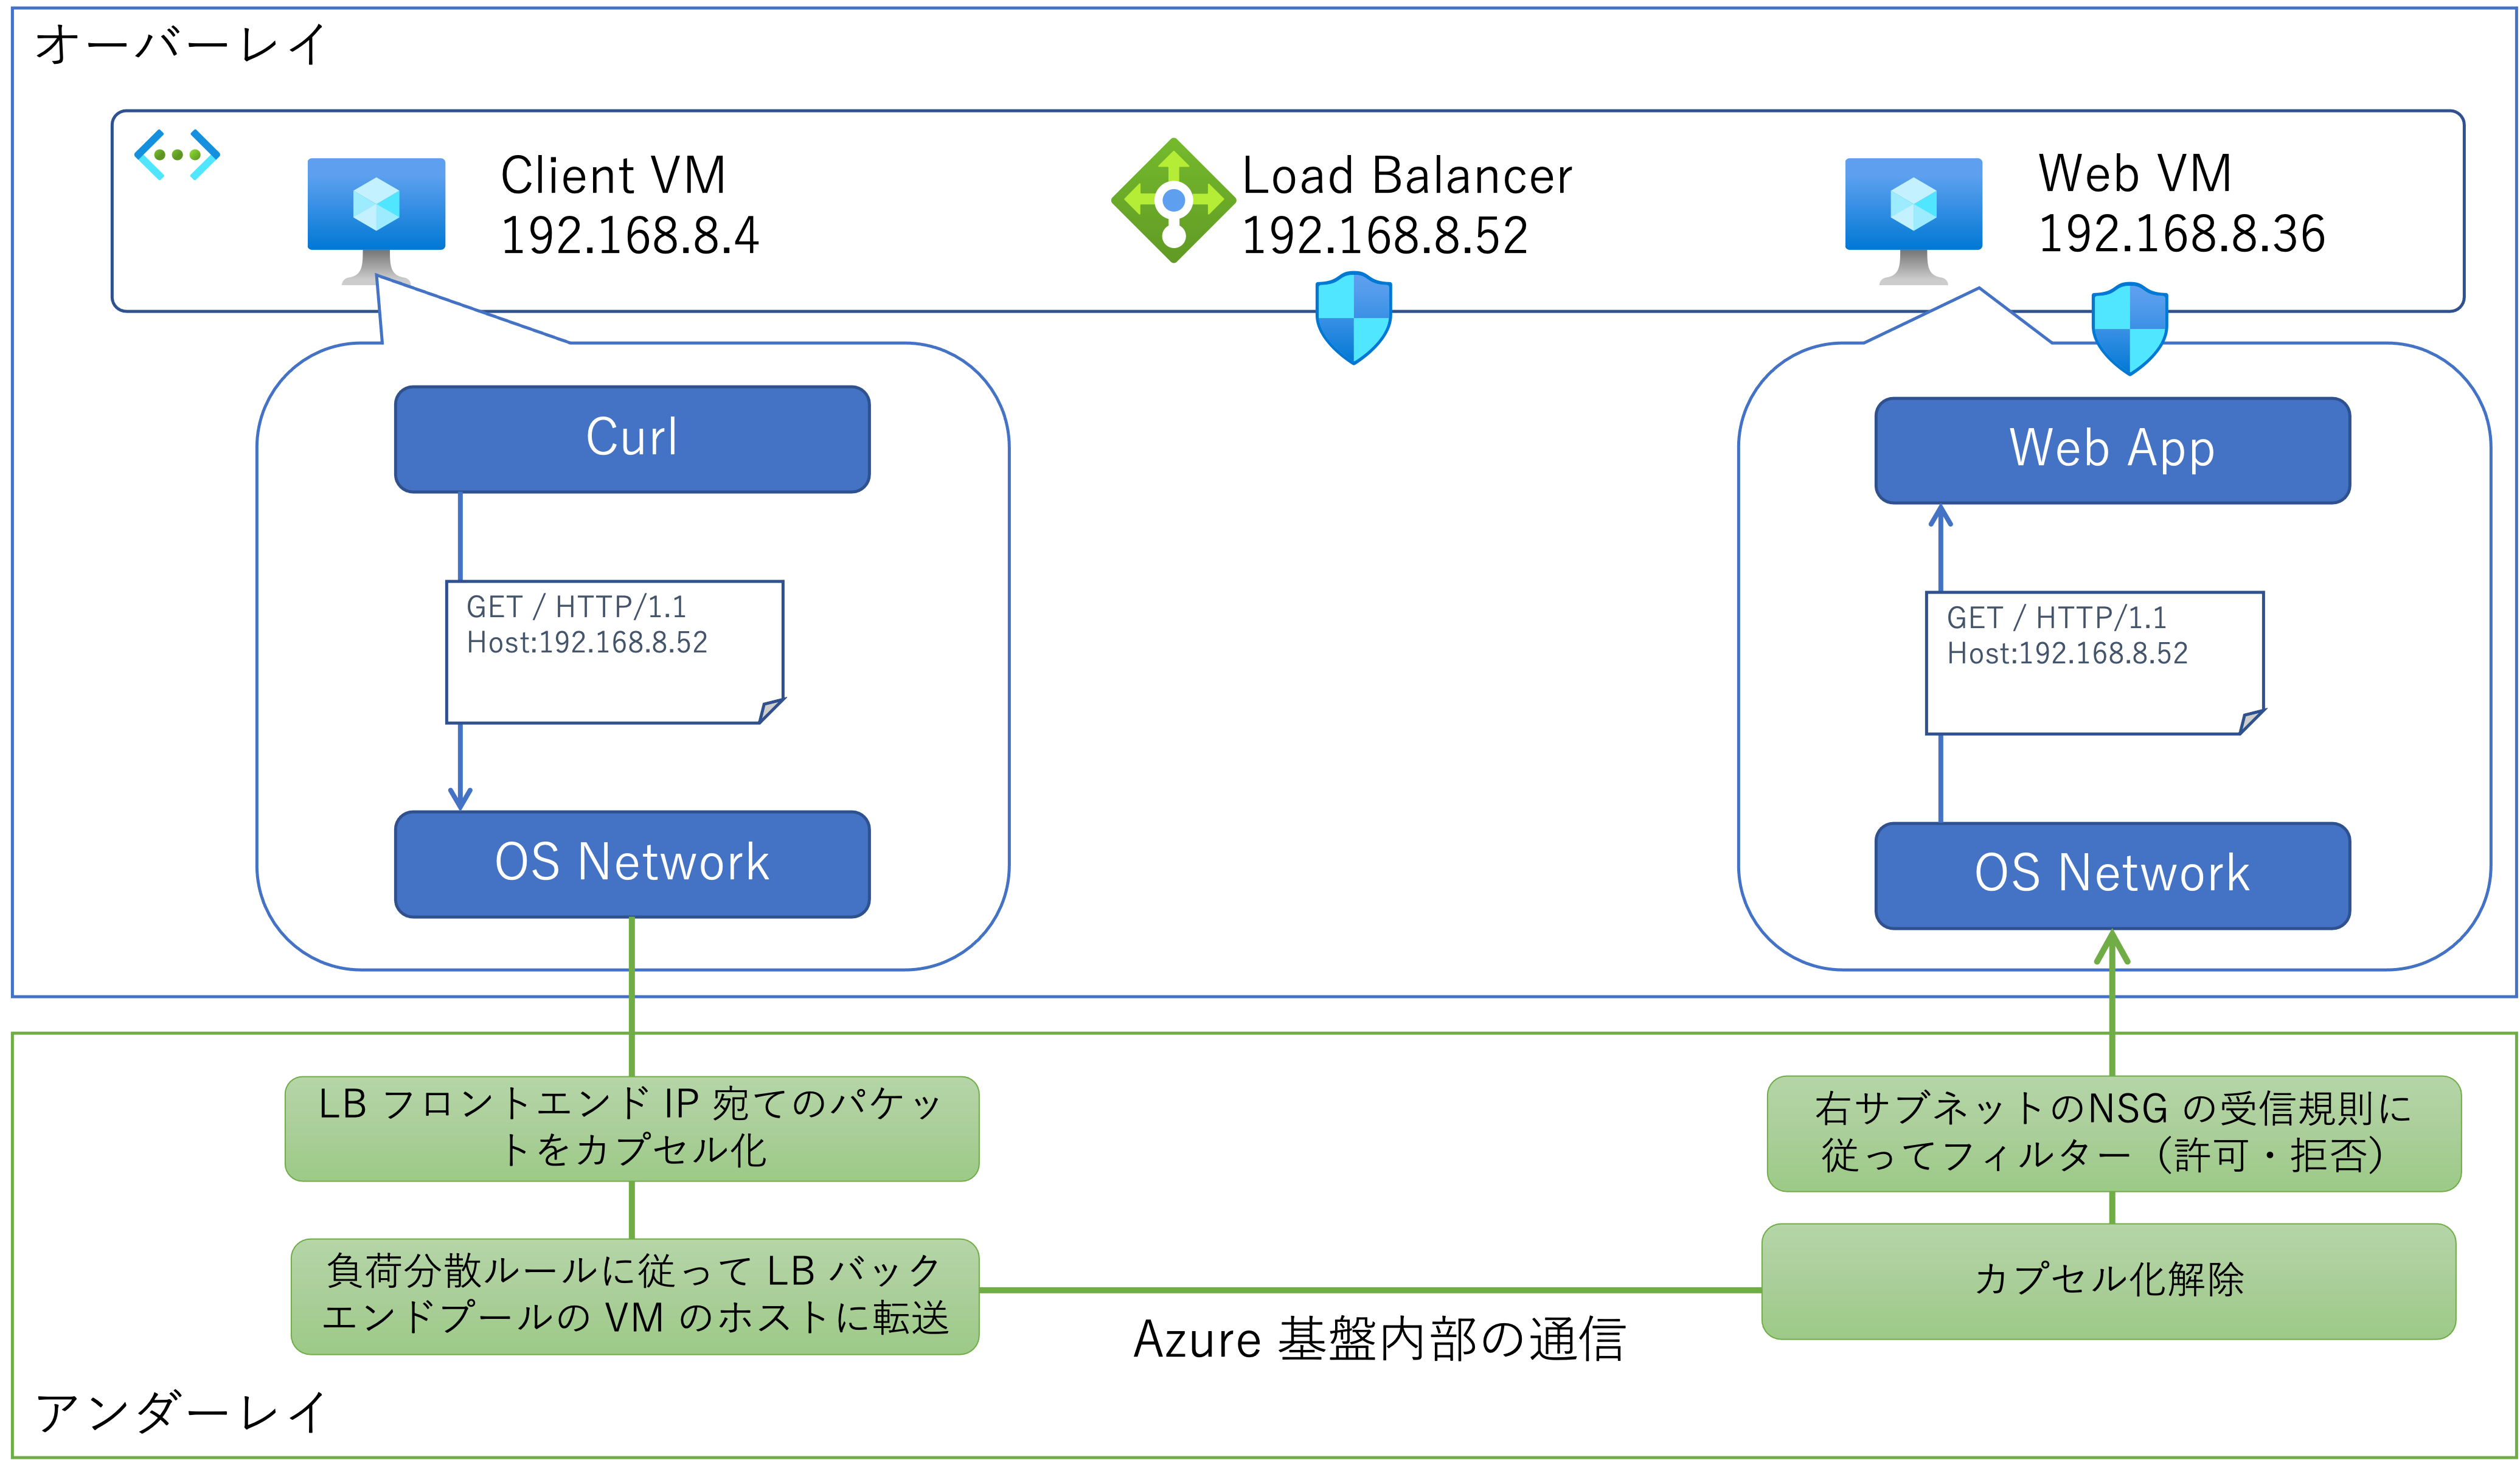 オーバーレイ
Client VM
192.168.8.4
Load Balancer
192.168.8.52
Web VM
192.168.8.36
Curl
GET / HTTP/1.1
Host:192.168.8.52
OS Network
Web App
GET / HTTP/1.1
Host:192.168.8.52
OS Network
LB フロントエンド IP 宛てのパケッ
トをカプセル化
負荷分散ルールに従って LB バック
エンドプールの VM のホストに転送
Azure 基盤内部の通信
右サブネットのNSG の受信規則に
従ってフィルター（許可・拒否）
カプセル化解除
アンダーレイ